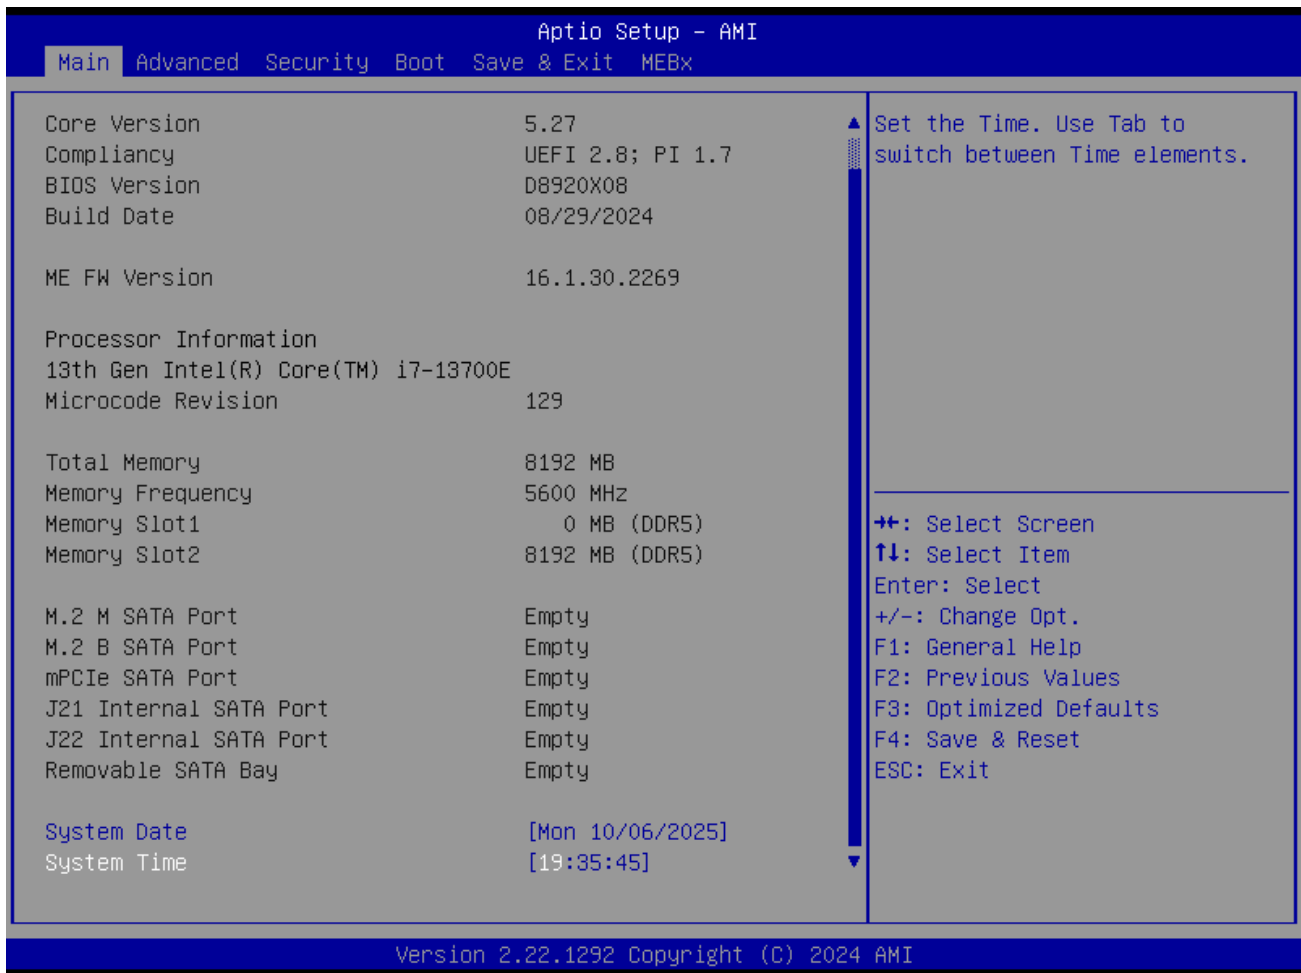 Aptio Setup - AMI
Main Advanced Security Boot Save & Exit MEBx
Core Version 5.27
Compliancy UEFI 2.8; PI 1.7
BIOS Version D8920X08
Build Date 08/29/2024
ME FW Version 16.1.30.2269
Processor Information
13th Gen Intel(R) Core(TM) i7-13700E
Microcode Revision 129
Total Memory 8192 MB
Memory Frequency 5600 MHz
Memory Slot1 0 MB (DDR5)
Memory Slot2 8192 MB (DDR5)
M.2 M SATA Port Empty
M.2 B SATA Port Empty
mPCIe SATA Port Empty
J21 Internal SATA Port Empty
J22 Internal SATA Port Empty
Removable SATA Bay Empty
System Date [Mon 10/06/2025]
System Time [19:35:45]
Set the Time. Use Tab to
switch between Time elements.
→←: Select Screen
↑↓: Select Item
Enter: Select
+/-: Change Opt.
F1: General Help
F2: Previous Values
F3: Optimized Defaults
F4: Save & Reset
ESC: Exit
Version 2.22.1292 Copyright (C) 2024 AMI